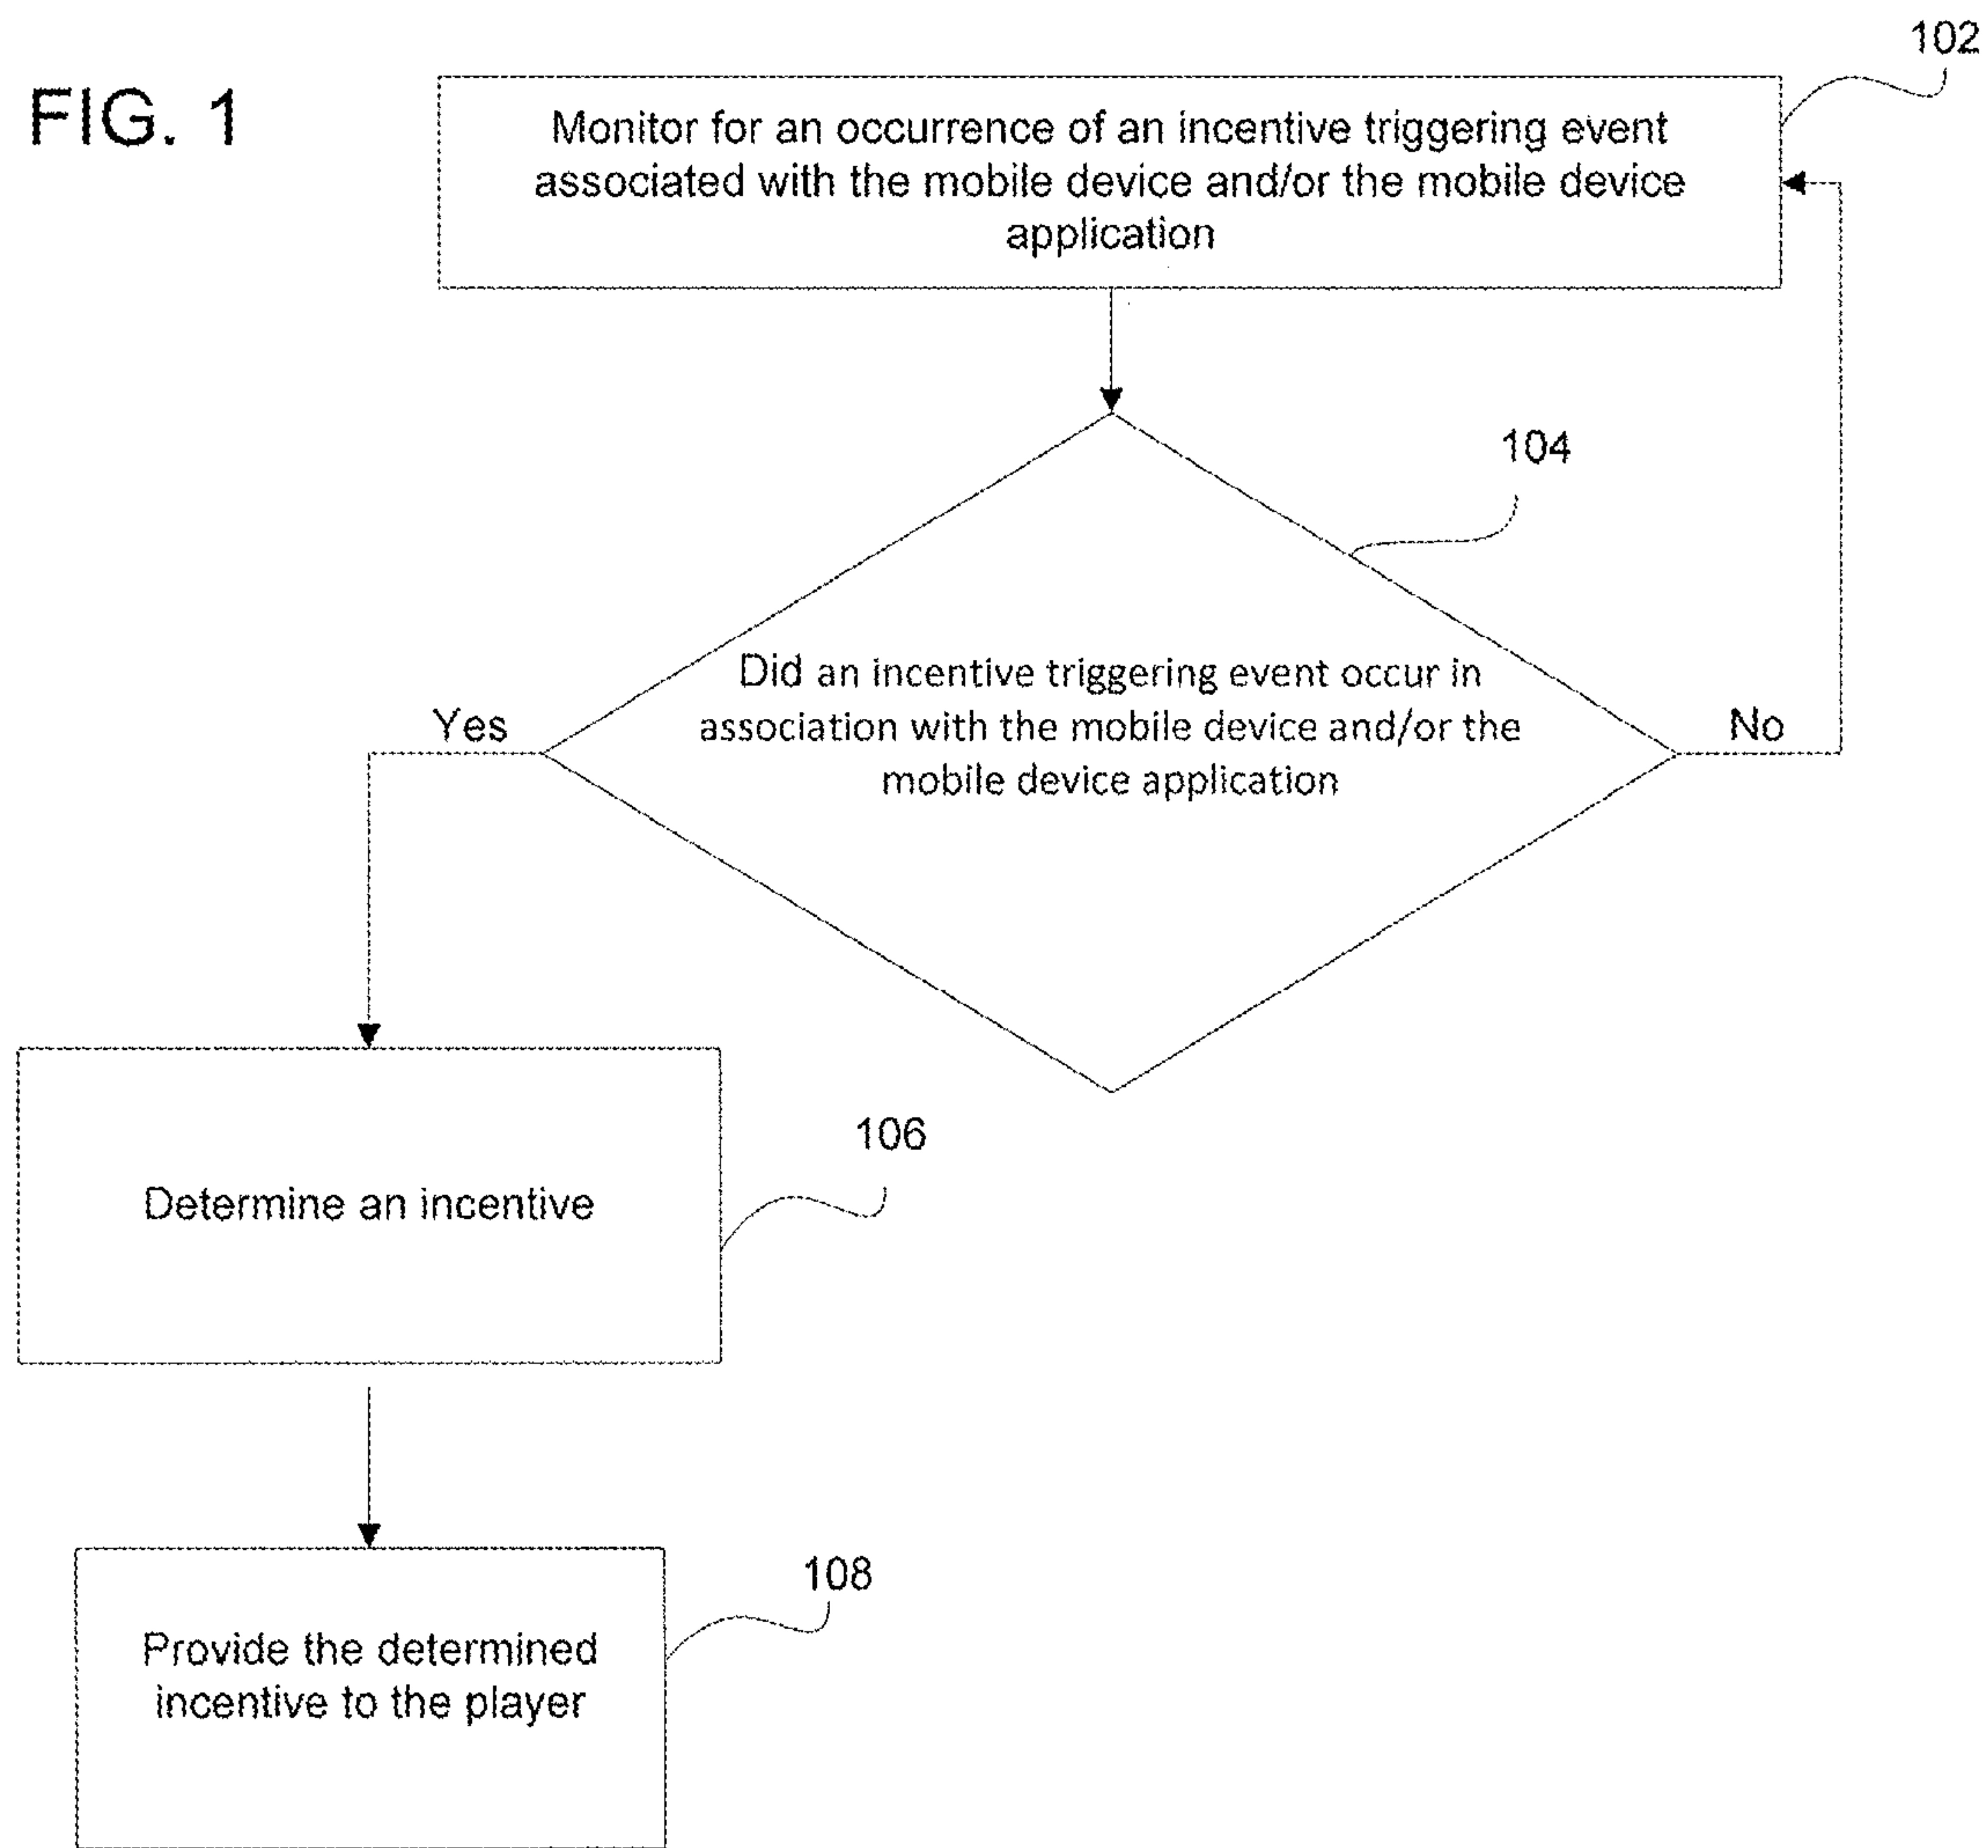 FIG. 1
102
Monitor for an occurrence of an incentive triggering event
associated with the mobile device and/or the mobile device
application
104
Did an incentive triggering event occur in
association with the mobile device and/or the
mobile device application
Yes
No
106
Determine an incentive
108
Provide the determined
incentive to the player